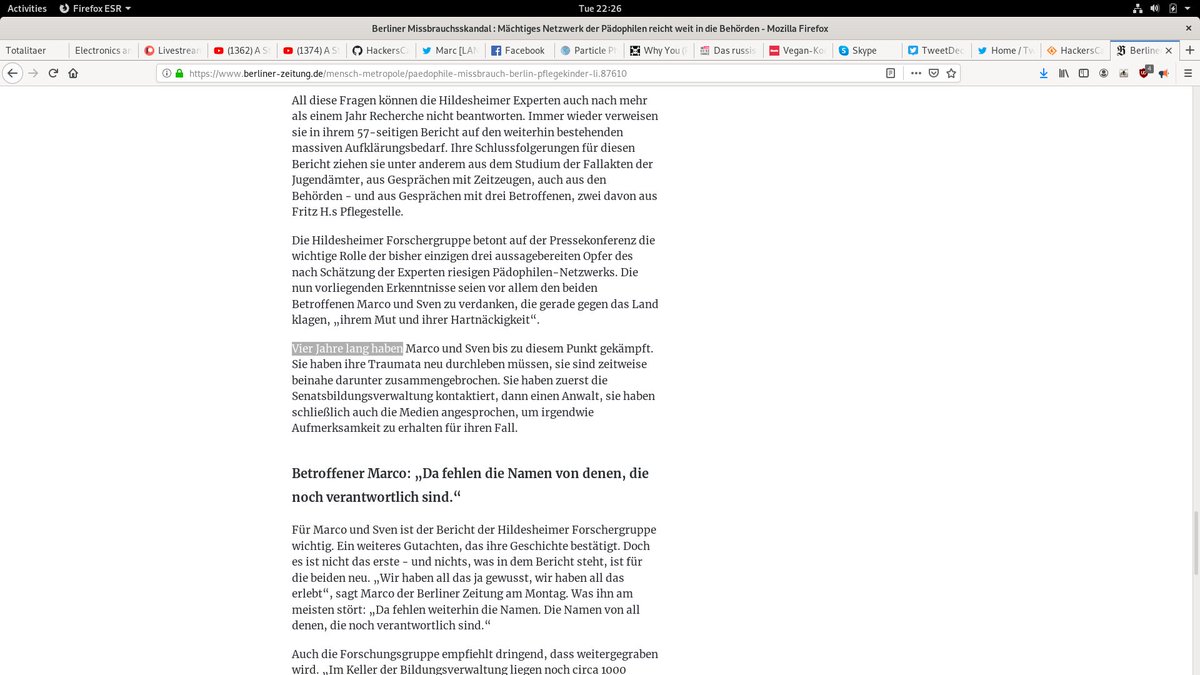 Activities Firefox ESR Tue 22:26
Berliner Missbrauchsskandal : Mächtiges Netzwerk der Pädophilen reicht weit in die Behörden - Mozilla Firefox
Totalitaer Electronics an Livestream (1362) A S (1374) A S HackersCa Marc [LAN Facebook Particle Ph Why You (F Das russis Vegan-Ko Skype TweetDec Home / Tw HackersCa Berline
https://www.berliner-zeitung.de/mensch-metropole/paedophile-missbrauch-berlin-pflegekinder-li.87610
All diese Fragen können die Hildesheimer Experten auch nach mehr
als einem Jahr Recherche nicht beantworten. Immer wieder verweisen
sie in ihrem 57-seitigen Bericht auf den weiterhin bestehenden
massiven Aufklärungsbedarf. Ihre Schlussfolgerungen für diesen
Bericht ziehen sie unter anderem aus dem Studium der Fallakten der
Jugendämter, aus Gesprächen mit Zeitzeugen, auch aus den
Behörden - und aus Gesprächen mit drei Betroffenen, zwei davon aus
Fritz H.s Pflegestelle.
Die Hildesheimer Forschergruppe betont auf der Pressekonferenz die
wichtige Rolle der bisher einzigen drei aussagebereiten Opfer des
nach Schätzung der Experten riesigen Pädophilen-Netzwerks. Die
nun vorliegenden Erkenntnisse seien vor allem den beiden
Betroffenen Marco und Sven zu verdanken, die gerade gegen das Land
klagen, „ihrem Mut und ihrer Hartnäckigkeit“.
Vier Jahre lang haben Marco und Sven bis zu diesem Punkt gekämpft.
Sie haben ihre Traumata neu durchleben müssen, sie sind zeitweise
beinahe darunter zusammengebrochen. Sie haben zuerst die
Senatsbildungsverwaltung kontaktiert, dann einen Anwalt, sie haben
schließlich auch die Medien angesprochen, um irgendwie
Aufmerksamkeit zu erhalten für ihren Fall.
Betroffener Marco: „Da fehlen die Namen von denen, die
noch verantwortlich sind.“
Für Marco und Sven ist der Bericht der Hildesheimer Forschergruppe
wichtig. Ein weiteres Gutachten, das ihre Geschichte bestätigt. Doch
es ist nicht das erste - und nichts, was in dem Bericht steht, ist für
die beiden neu. „Wir haben all das ja gewusst, wir haben all das
erlebt“, sagt Marco der Berliner Zeitung am Montag. Was ihn am
meisten stört: „Da fehlen weiterhin die Namen. Die Namen von all
denen, die noch verantwortlich sind.“
Auch die Forschungsgruppe empfiehlt dringend, dass weitergegraben
wird. „Im Keller der Bildungsverwaltung liegen noch circa 1000